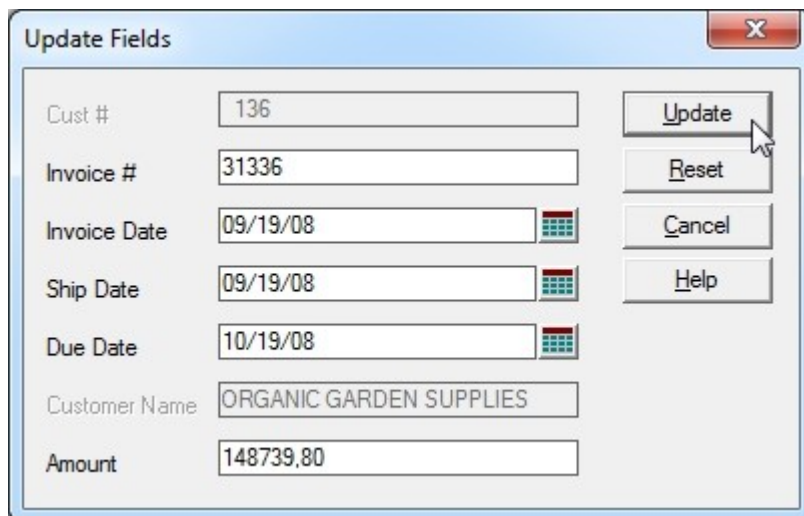 Update Fields
Cust # 136
Update
Invoice # 31336
Reset
Invoice Date 09/19/08
Cancel
Ship Date 09/19/08
Help
Due Date 10/19/08
Customer Name ORGANIC GARDEN SUPPLIES
Amount 148739,80